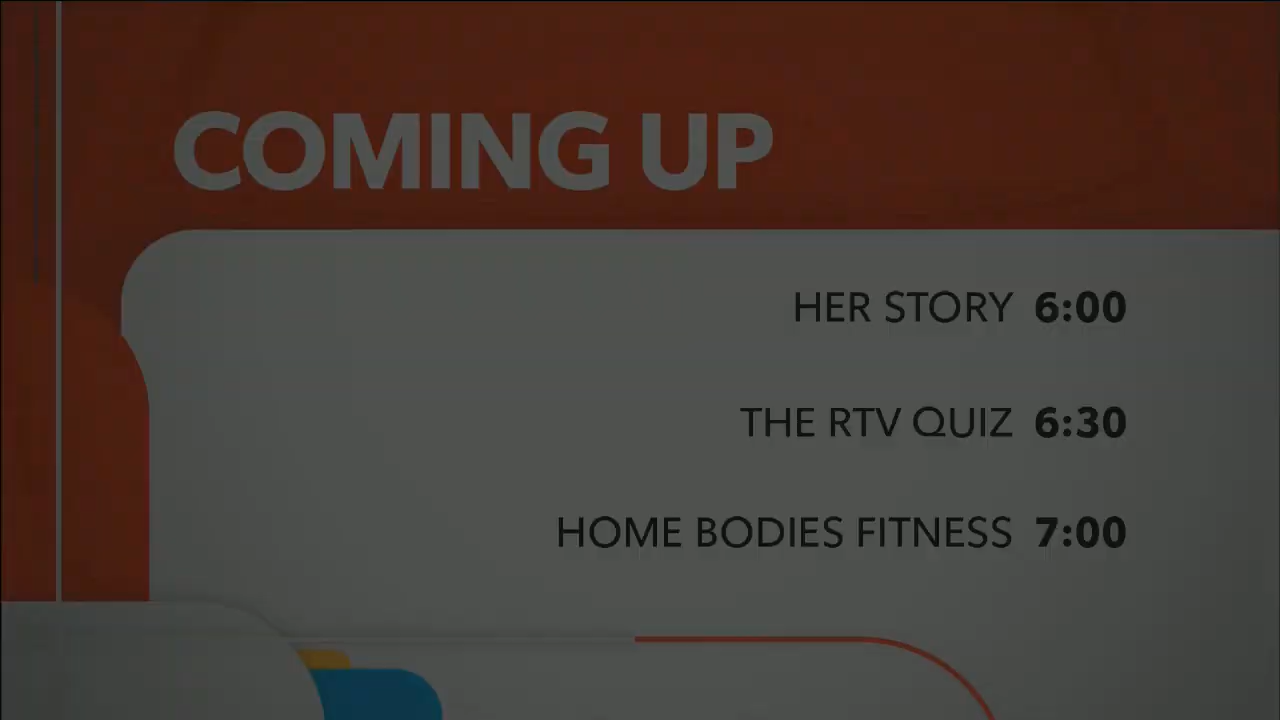 COMING UP
HER STORY 6:00
THE RTV QUIZ 6:30
HOME BODIES FITNESS 7:00